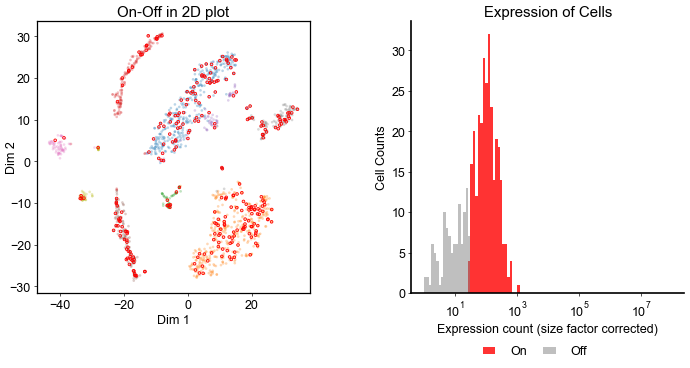 On-Off in 2D plot
Dim 2
30
20
10
0
−10
−20
−30
−40
−20
0
20
Dim 1
Expression of Cells
Cell Counts
30
25
20
15
10
5
0
10^1
10^3
10^5
10^7
Expression count (size factor corrected)
On
Off